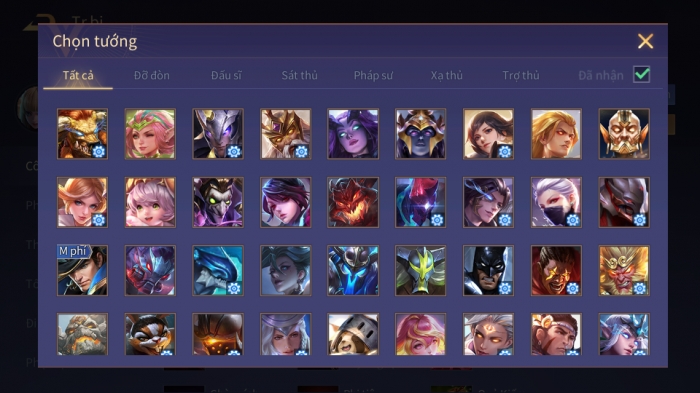 Chọn tướng
Tất cả Đỡ đòn Đấu sĩ Sát thủ Pháp sư Xạ thủ Trợ thủ Đã nhận
M phí